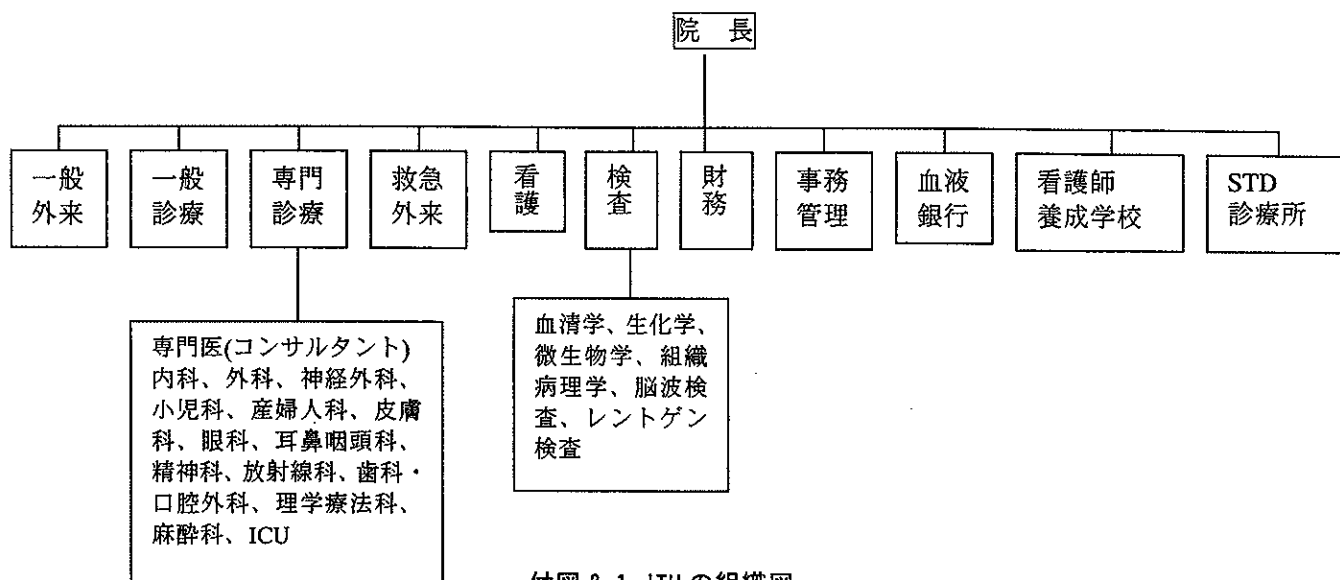 院 長
一般
外来
一般
診療
専門
診療
救急
外来
看
護
検
査
財
務
事務
管理
血液
銀行
看護師
養成学校
STD
診療所
専門医(コンサルタント)
内科、外科、神経外科、
小児科、産婦人科、皮膚
科、眼科、耳鼻咽頭科、
精神科、放射線科、歯科・
口腔外科、理学療法科、
麻酔科、ICU
血清学、生化学、
微生物学、組織
病理学、脳波検
査、レントゲン
検査
の組織図